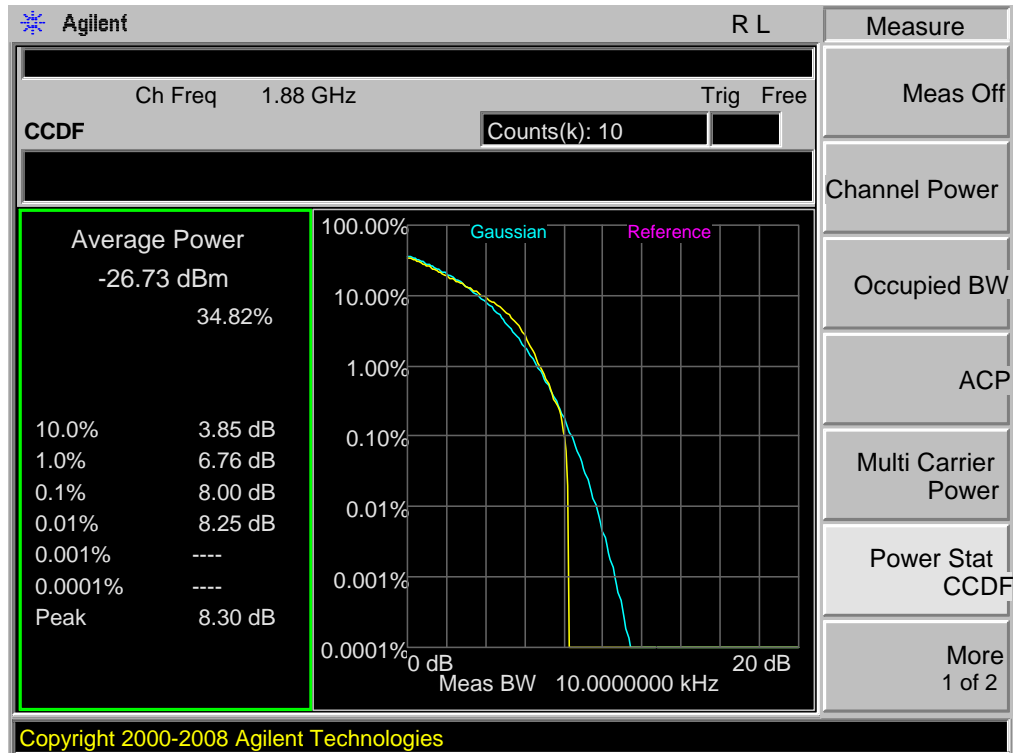 Agilent R L Measure
Ch Freq 1.88 GHz Trig Free Meas Off
CCDF Counts(k): 10
Channel Power
Average Power
-26.73 dBm
34.82%
10.0% 3.85 dB
1.0% 6.76 dB
0.1% 8.00 dB
0.01% 8.25 dB
0.001% ----
0.0001% ----
Peak 8.30 dB
Gaussian Reference
100.00%
10.00%
1.00%
0.10%
0.01%
0.001%
0.0001%
0 dB 20 dB
Meas BW 10.0000000 kHz
Occupied BW
ACP
Multi Carrier
Power
Power Stat
CCDF
More
1 of 2
Copyright 2000-2008 Agilent Technologies